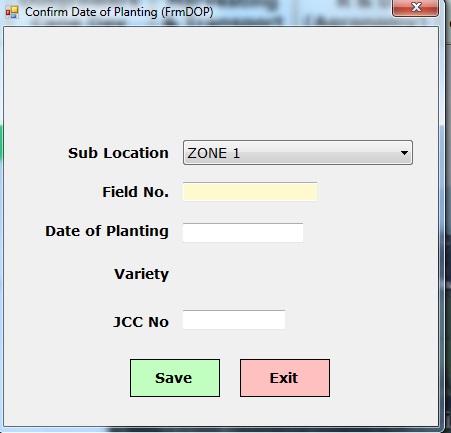 Confirm Date of Planting (FrmDOP)
Sub Location ZONE 1
Field No.
Date of Planting
Variety
JCC No
Save Exit